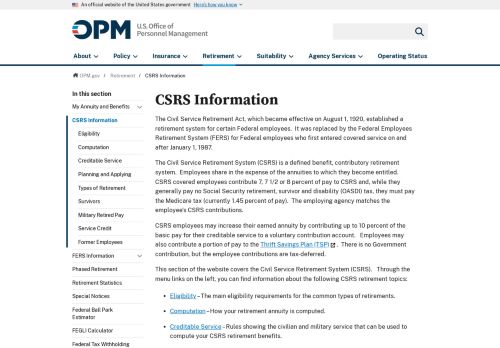 An official website of the United States government Here's how you know
OPM U.S. Office of
Personnel Management
About Policy Insurance Retirement Suitability Agency Services Operating Status
OPM.gov / Retirement / CSRS Information
In this section
My Annuity and Benefits
CSRS Information
Eligibility
Computation
Creditable Service
Planning and Applying
Types of Retirement
Survivors
Military Retired Pay
Service Credit
Former Employees
FERS Information
Phased Retirement
Retirement Statistics
Special Notices
Federal Ball Park
Estimator
FEGLI Calculator
Federal Tax Withholding
CSRS Information
The Civil Service Retirement Act, which became effective on August 1, 1920, established a
retirement system for certain Federal employees. It was replaced by the Federal Employees
Retirement System (FERS) for Federal employees who first entered covered service on and
after January 1, 1987.
The Civil Service Retirement System (CSRS) is a defined benefit, contributory retirement
system. Employees share in the expense of the annuities to which they become entitled.
CSRS covered employees contribute 7, 7 1/2 or 8 percent of pay to CSRS and, while they
generally pay no Social Security retirement, survivor and disability (OASDI) tax, they must pay
the Medicare tax (currently 1.45 percent of pay). The employing agency matches the
employee's CSRS contributions.
CSRS employees may increase their earned annuity by contributing up to 10 percent of the
basic pay for their creditable service to a voluntary contribution account. Employees may
also contribute a portion of pay to the Thrift Savings Plan (TSP) . There is no Government
contribution, but the employee contributions are tax-deferred.
This section of the website covers the Civil Service Retirement System (CSRS). Through the
menu links on the left, you can find information about the following CSRS retirement topics:
• Eligibility – The main eligibility requirements for the common types of retirement.
• Computation – How your retirement annuity is computed.
• Creditable Service – Rules showing the civilian and military service that can be used to
compute your CSRS retirement benefits.